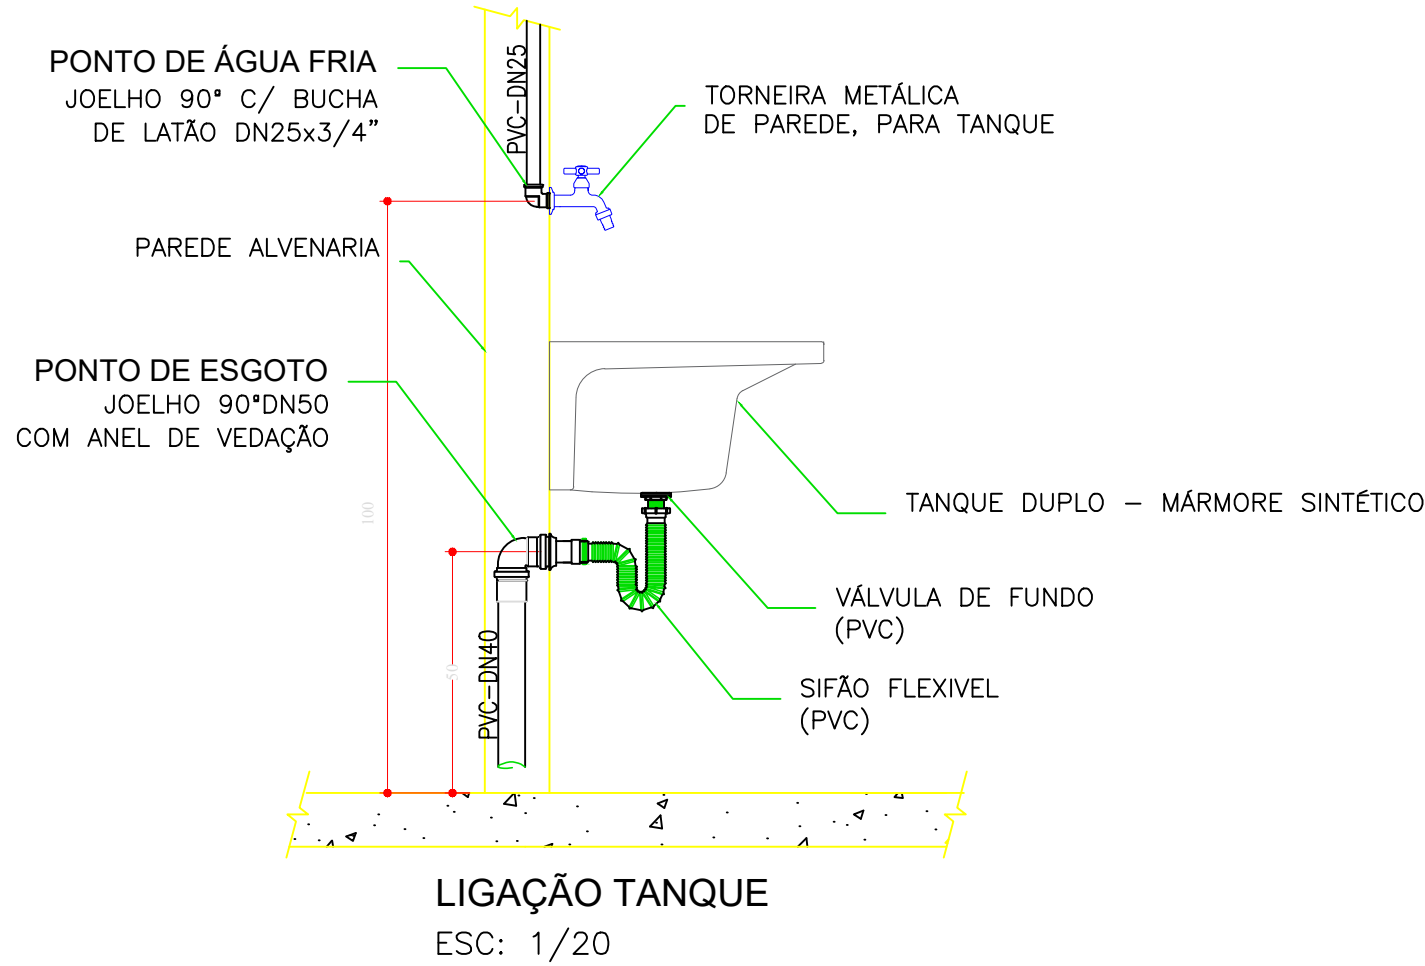 PONTO DE ÁGUA FRIA
JOELHO 90° C/ BUCHA
DE LATÃO DN25x3/4”
PVC-DN25
TORNEIRA METÁLICA
DE PAREDE, PARA TANQUE
PAREDE ALVENARIA
PONTO DE ESGOTO
JOELHO 90°DN50
COM ANEL DE VEDAÇÃO
100
TANQUE DUPLO – MÁRMORE SINTÉTICO
VÁLVULA DE FUNDO
(PVC)
50
PVC-DN40
SIFÃO FLEXIVEL
(PVC)
LIGAÇÃO TANQUE
ESC: 1/20